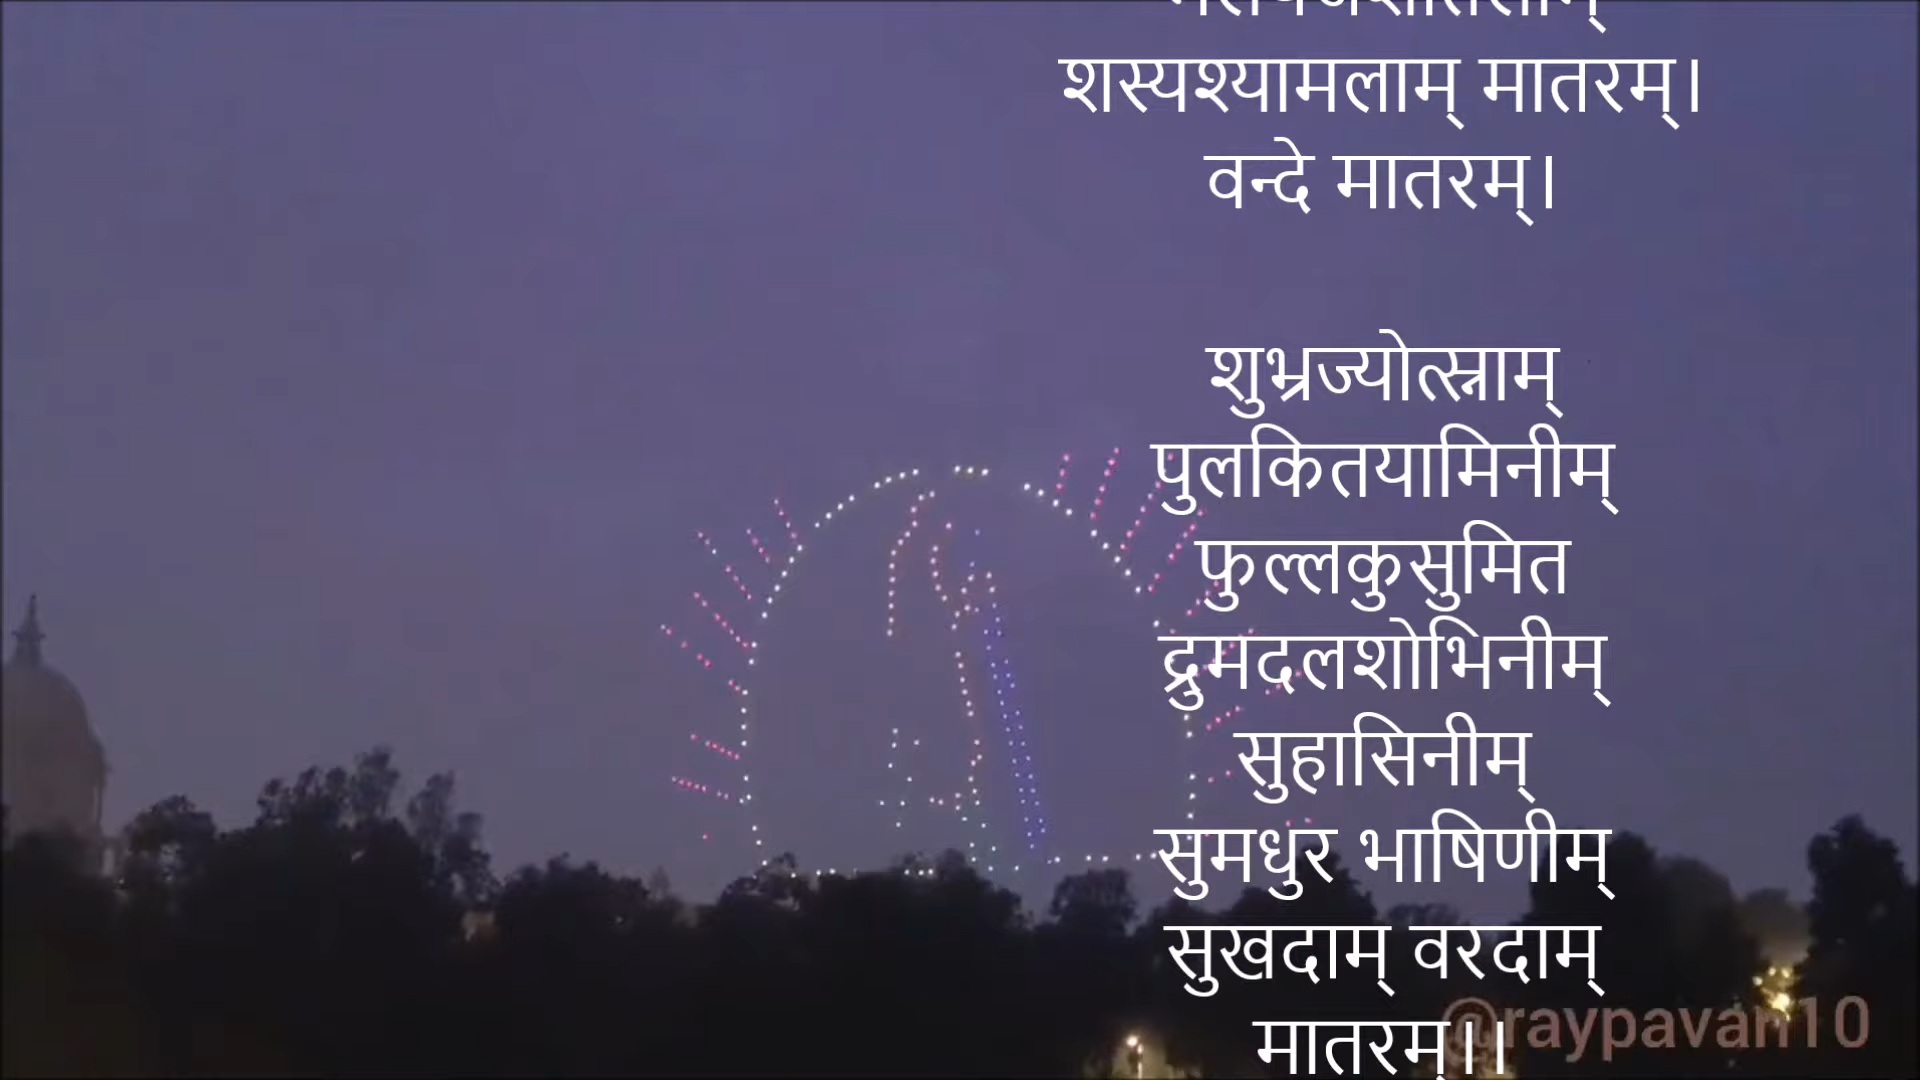 शस्यश्यामलाम् मातरम्।
वन्दे मातरम्।
शुभ्रज्योत्स्नाम्
पुलकितयामिनीम्
फुल्लकुसुमित
द्रुमदलशोभिनीम्
सुहासिनीम्
सुमधुर भाषिणीम्
सुखदाम् वरदाम्
मातरम्।।
@raypavan10